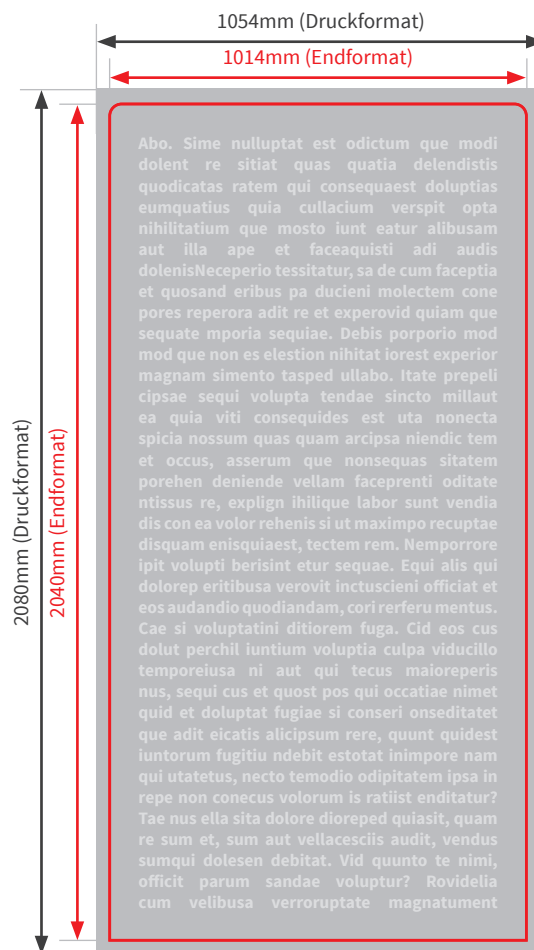 1054mm (Druckformat)
1014mm (Endformat)
2080mm (Druckformat)
2040mm (Endformat)
Abo. Sime nulluptat est odictum que modi
dolent re sitiat quas quatia delendistis
quodicatas ratem qui consequaest doluptias
eumquatius quia cullacium verspit opta
nihilitatium que mosto iunt eatur alibusam
aut illa ape et faceaquisti adi audis
dolenisNeceperio tessitatur, sa de cum faceptia
et quosand eribus pa ducieni molectem cone
pores reperora adit re et experovid quiam que
sequate mporia sequiae. Debis porporio mod
mod que non es elestion nihitat iorest experior
magnam simento tasped ullabo. Itate prepeli
cipsae sequi volupta tendae sincto millaut
ea quia viti consequides est uta nonecta
spicia nossum quas quam arcipsa niendic tem
et occus, asserum que nonsequas sitatem
porehen deniende vellam faceprenti oditate
ntissus re, explign ihilique labor sunt vendia
dis con ea volor rehenis si ut maximpo recupta
disquam enisquiaest, tectem rem. Nemporrore
ipit volupti berisint etur sequae. Equi alis qui
dolorep eritibusa verovit inctuscieni officiat et
eos audandio quodiandam, cori rerferu mentus.
Cae si voluptatini ditiorem fuga. Cid eos cus
dolut perchil iuntium voluptia culpa viducillo
temporeiusa ni aut qui tecus maioreperis
nus, sequi cus et quost pos qui occatiae nimet
quid et doluptat fugiae si conseri onseditatet
que adit eicatis alicipsum rere, quunt quidest
iuntorum fugitiu ndebit estotat inimpore nam
qui utatetus, necto temodio odipitatem ipsa in
repe non conecus volorum is ratiist enditatur?
Tae nus ella sita dolore dioreped quiasit, quam
re sum et, sum aut vellacesciis audit, vendus
sumqui dolesen debitat. Vid quunto te nimi,
officit parum sandae voluptur? Rovidelia
cum velibusa verroruptate magnatument